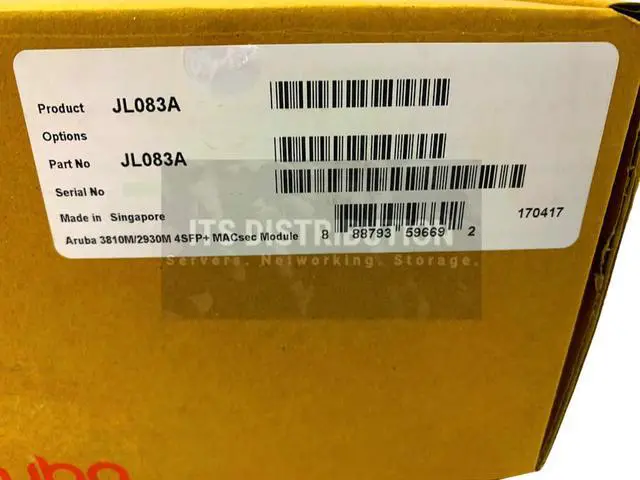 Product JL083A
Options
Part No JL083A
Serial No
Made in Singapore
170417
Aruba 3810M/2930M 4SFP+ MACsec Module
8 88793 59669 2
ITS DISTRIBUTION
Servers. Networking. Storage.